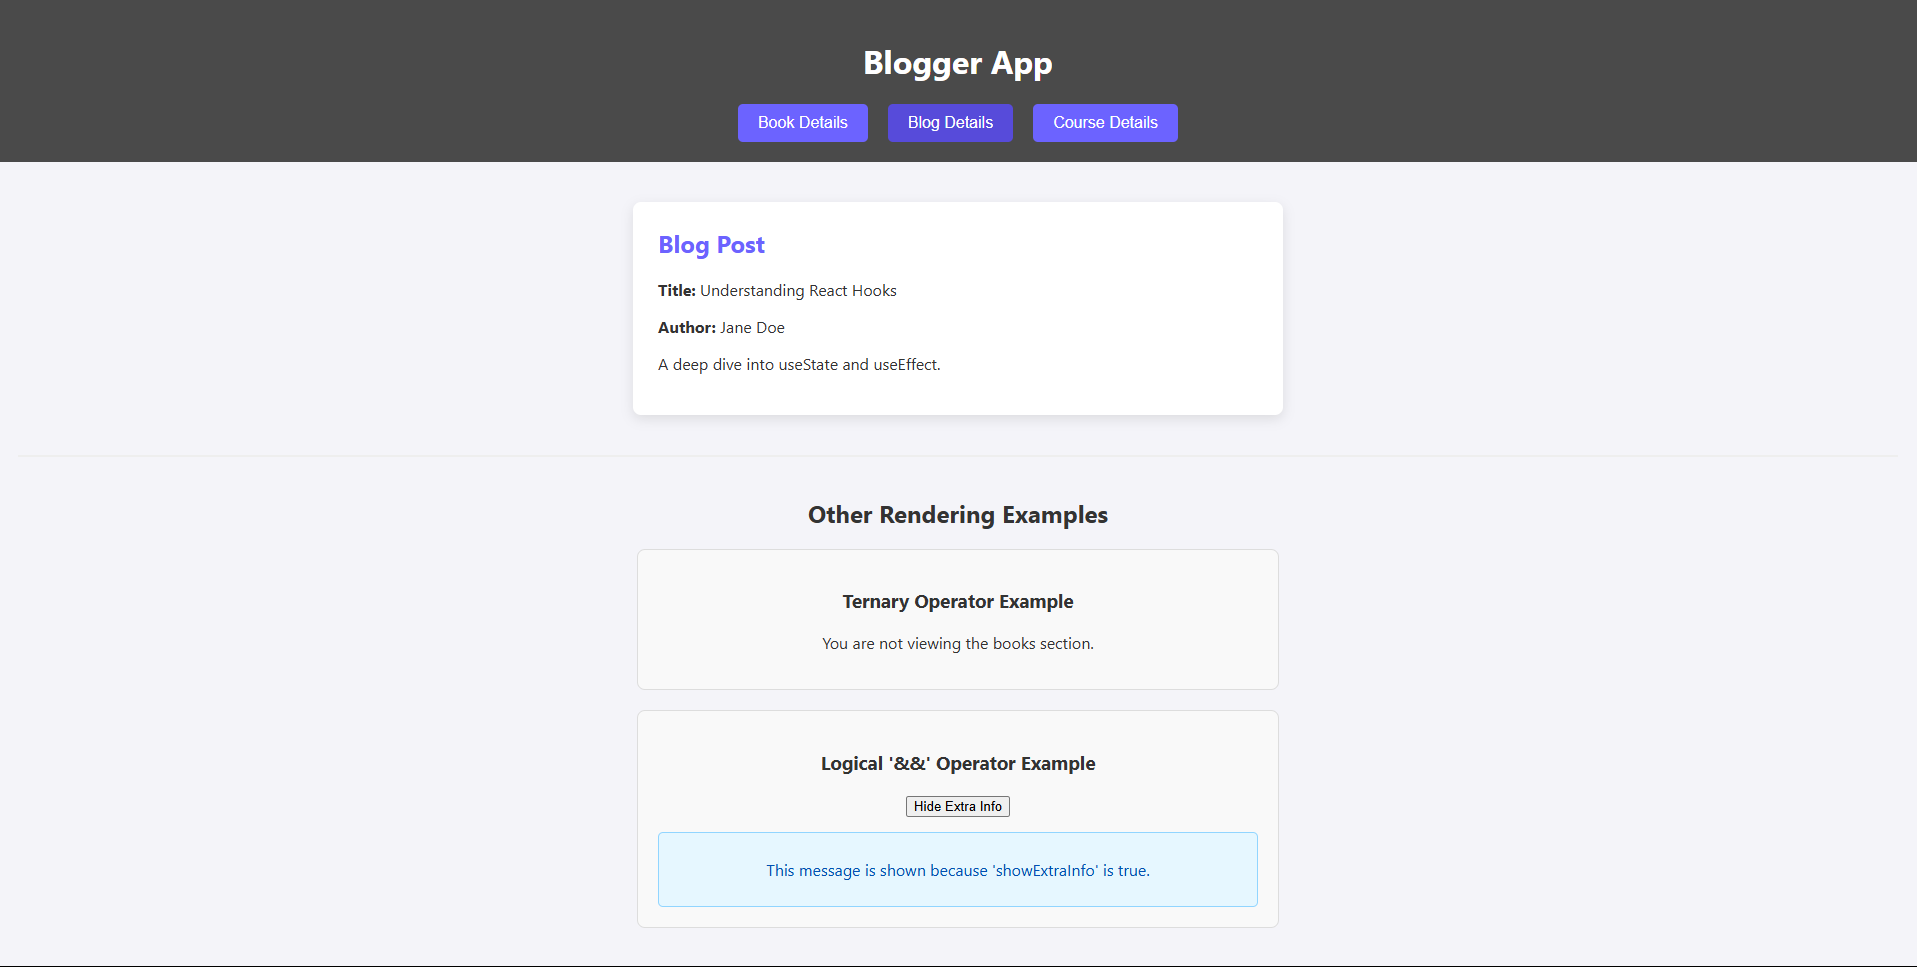 Blogger App
Book Details
Blog Details
Course Details
Blog Post
Title: Understanding React Hooks
Author: Jane Doe
A deep dive into useState and useEffect.
Other Rendering Examples
Ternary Operator Example
You are not viewing the books section.
Logical '&&' Operator Example
Hide Extra Info
This message is shown because 'showExtraInfo' is true.